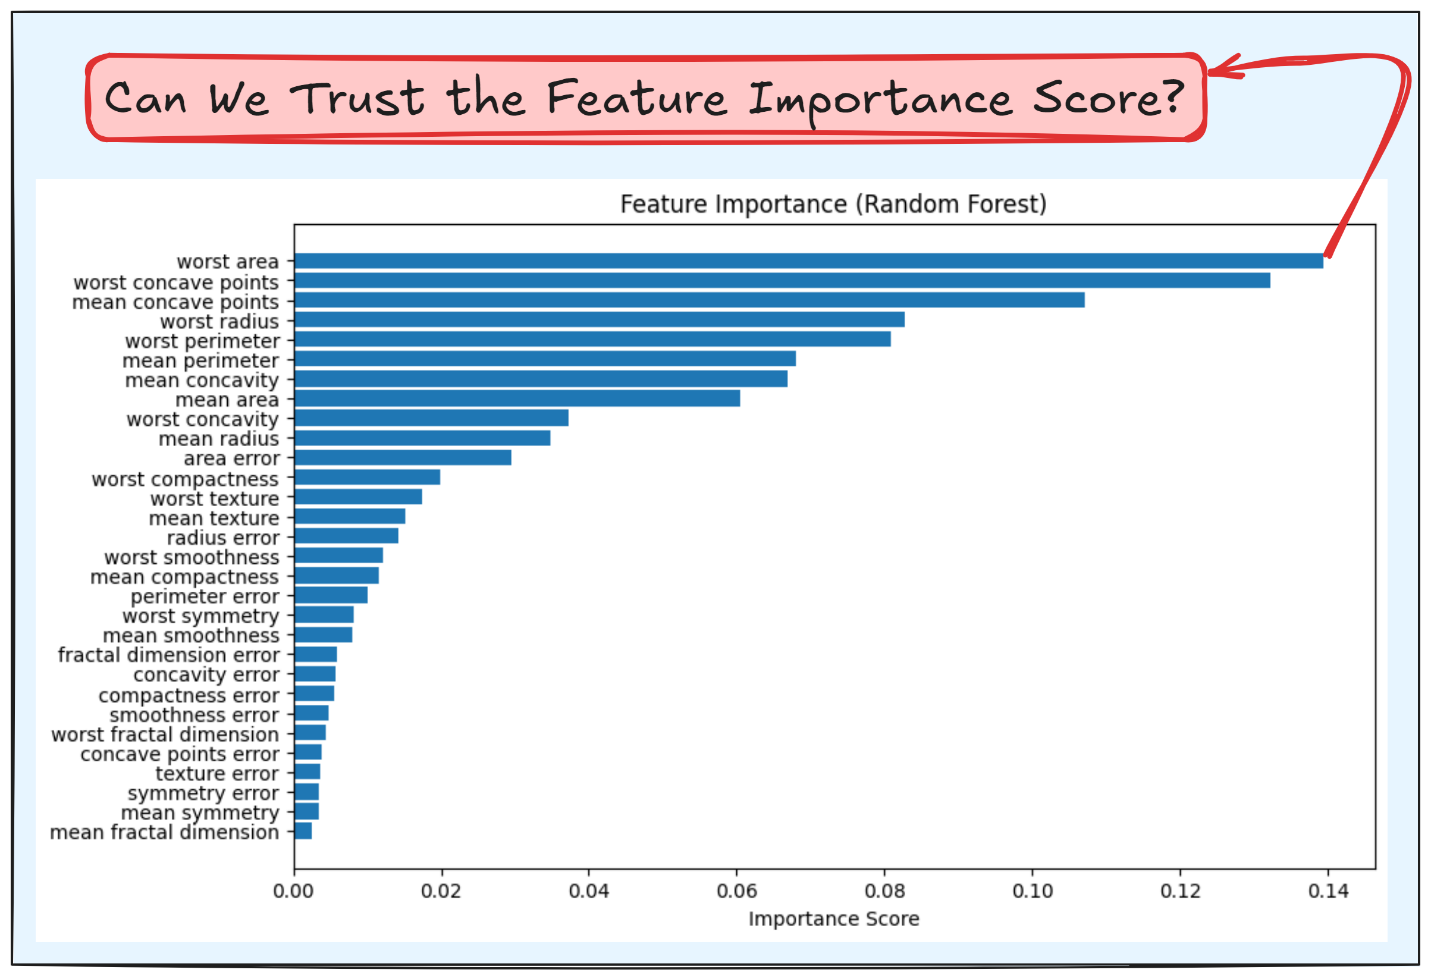 Can We Trust the Feature Importance Score?
Feature Importance (Random Forest)
worst area
worst concave points
mean concave points
worst radius
worst perimeter
mean perimeter
mean concavity
mean area
worst concavity
mean radius
area error
worst compactness
worst texture
mean texture
radius error
worst smoothness
mean compactness
perimeter error
worst symmetry
mean smoothness
fractal dimension error
concavity error
compactness error
smoothness error
worst fractal dimension
concave points error
texture error
symmetry error
mean symmetry
mean fractal dimension
0.00 0.02 0.04 0.06 0.08 0.10 0.12 0.14
Importance Score